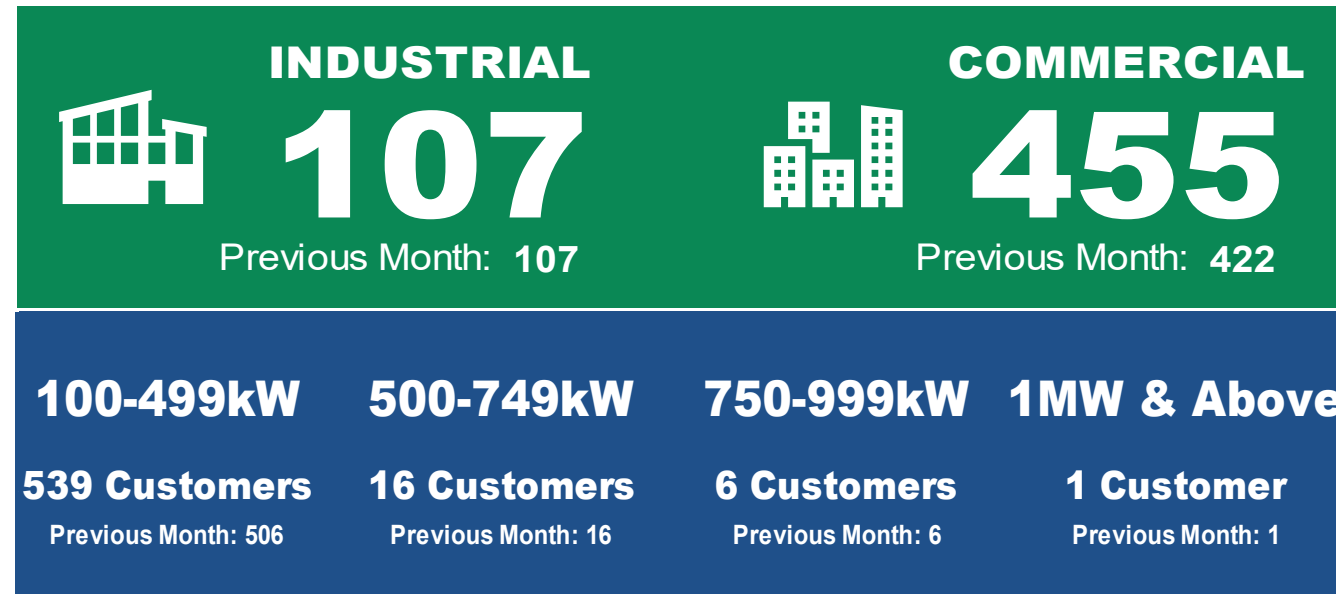 INDUSTRIAL
107
Previous Month: 107
COMMERCIAL
455
Previous Month: 422
100-499kW
539 Customers
Previous Month: 506
500-749kW
16 Customers
Previous Month: 16
750-999kW
6 Customers
Previous Month: 6
1MW & Above
1 Customer
Previous Month: 1